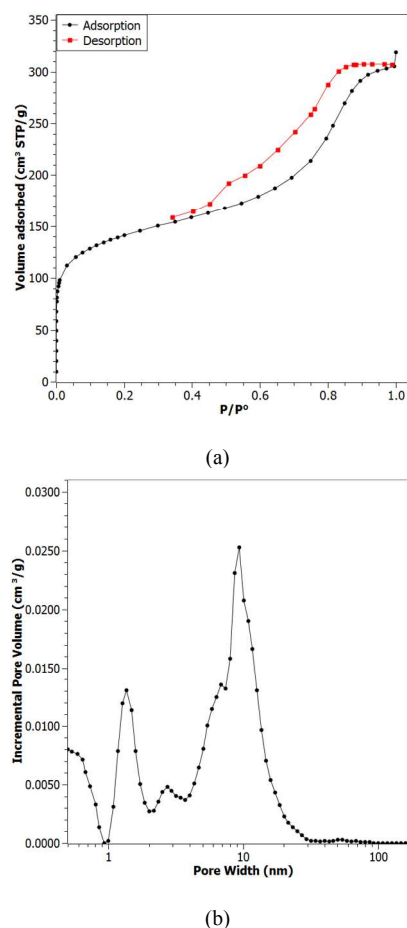 350
Adsorption
Desorption
300
250
200
150
100
50
0
Volume adsorbed (cm³ STP/g)
0.0 0.2 0.4 0.6 0.8 1.0
P/P⁰
(a)
0.0300
0.0250
0.0200
0.0150
0.0100
0.0050
0.0000
Incremental Pore Volume (cm³/g)
1 10 100
Pore Width (nm)
(b)